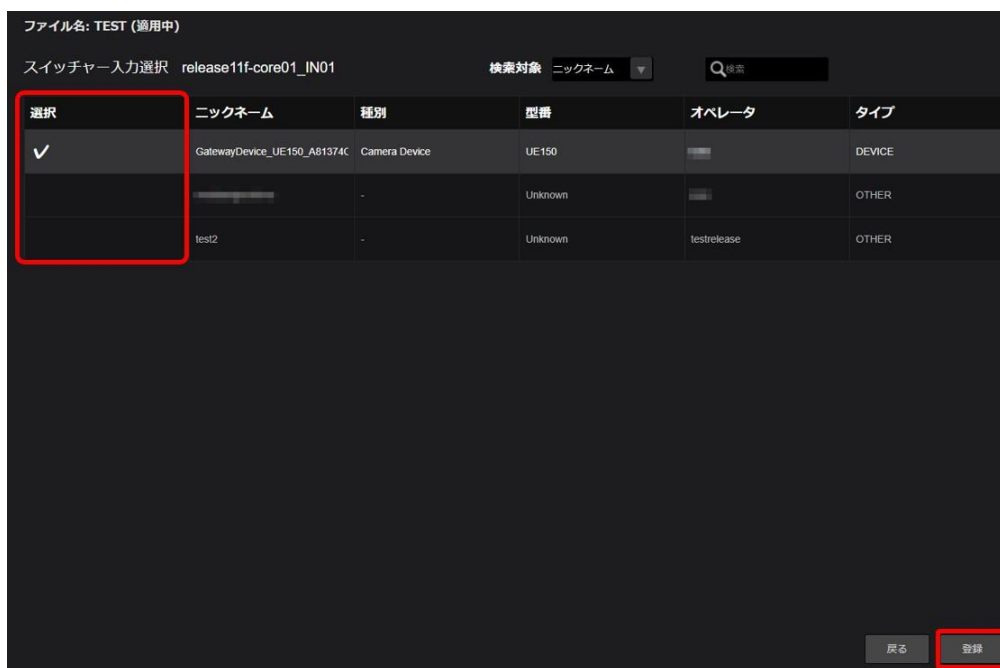 ファイル名: TEST (適用中)
スイッチャー入力選択 release11f-core01_IN01 検索対象 ニックネーム 検索
選択 ニックネーム 種別 型番 オペレータ タイプ
GatewayDevice_UE150_A81374C Camera Device UE150 DEVICE
- Unknown OTHER
test2 - Unknown testrelease OTHER
戻る 登録